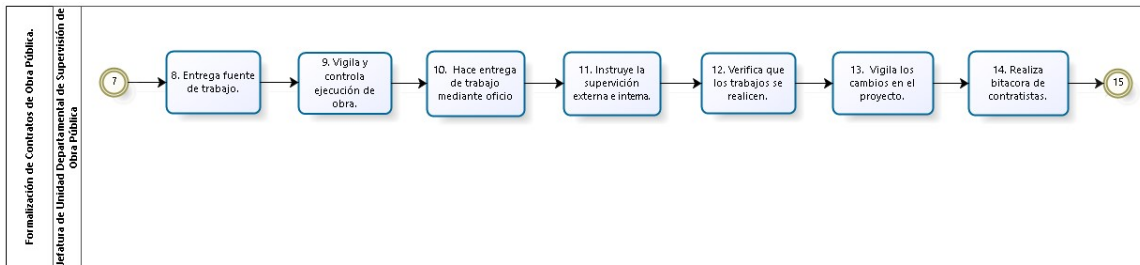 Formalización de Contratos de Obra Pública.
Jefatura de Unidad Departamental de Supervisión de
Obra Pública
7
8. Entrega fuente
de trabajo.
9. Vigila y
controla
ejecución de
obra.
10. Hace entrega
de trabajo
mediante oficio
11. Instruye la
supervisión
externa e interna.
12. Verifica que
los trabajos se
realicen.
13. Vigila los
cambios en el
proyecto.
14. Realiza
bitacora de
contratistas.
15